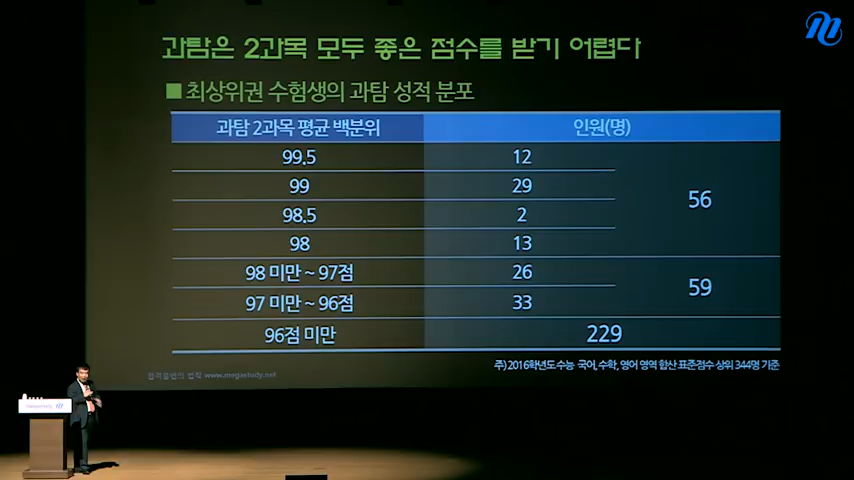 과탐은 2과목 모두 좋은 점수를 받기 어렵다
■ 최상위권 수험생의 과탐 성적 분포
과탐 2과목 평균 백분위 인원(명)
99.5 12
99 29
56
98.5 2
98 13
98 미만 ~ 97점 26
59
97 미만 ~ 96점 33
96점 미만 229
주) 2016학년도 수능 국어, 수학, 영어 영역 합산 표준점수 상위 344명 기준
www.megastudy.net